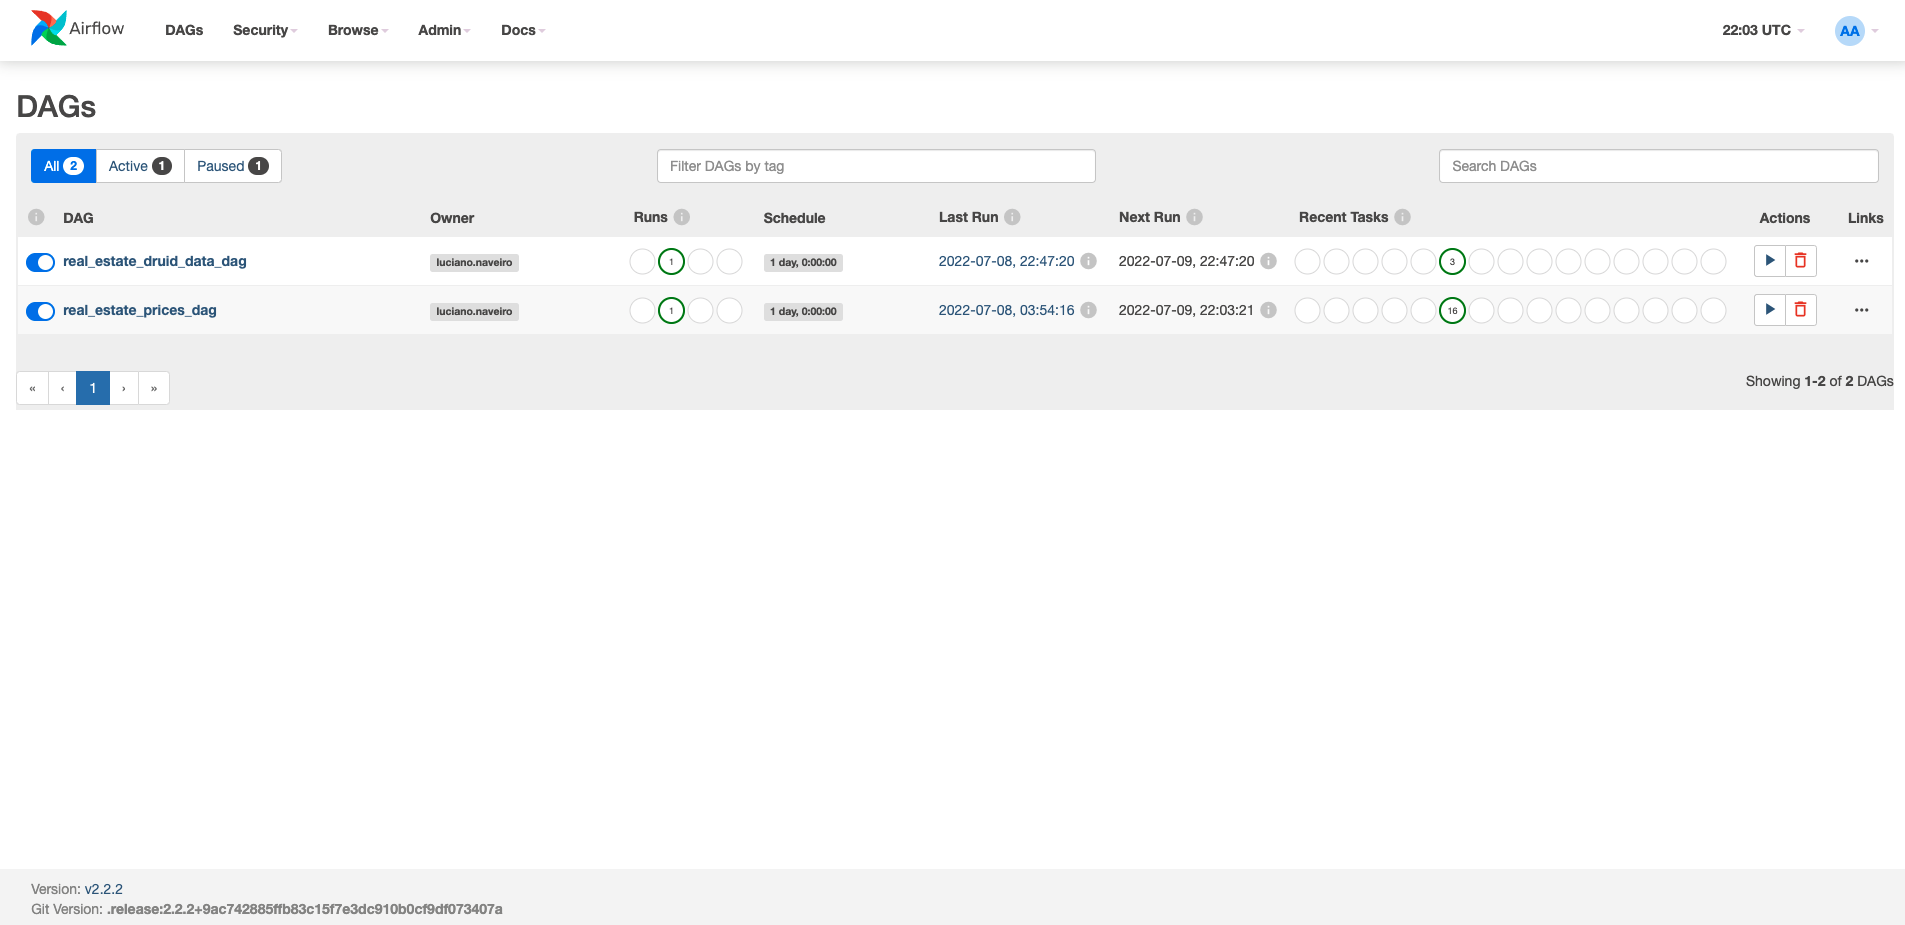 Airflow DAGs Security Browse Admin Docs 22:03 UTC AA
DAGs
All 2 Active 1 Paused 1 Filter DAGs by tag Search DAGs
DAG Owner Runs Schedule Last Run Next Run Recent Tasks Actions Links
real_estate_druid_data_dag luciano.naveiro 1 1 day, 0:00:00 2022-07-08, 22:47:20 2022-07-09, 22:47:20 3
real_estate_prices_dag luciano.naveiro 1 1 day, 0:00:00 2022-07-08, 03:54:16 2022-07-09, 22:03:21 16
« ‹ 1 › » Showing 1-2 of 2 DAGs
Version: v2.2.2
Git Version: .release:2.2.2+9ac742885ffb83c15f7e3dc910b0cf9df073407a